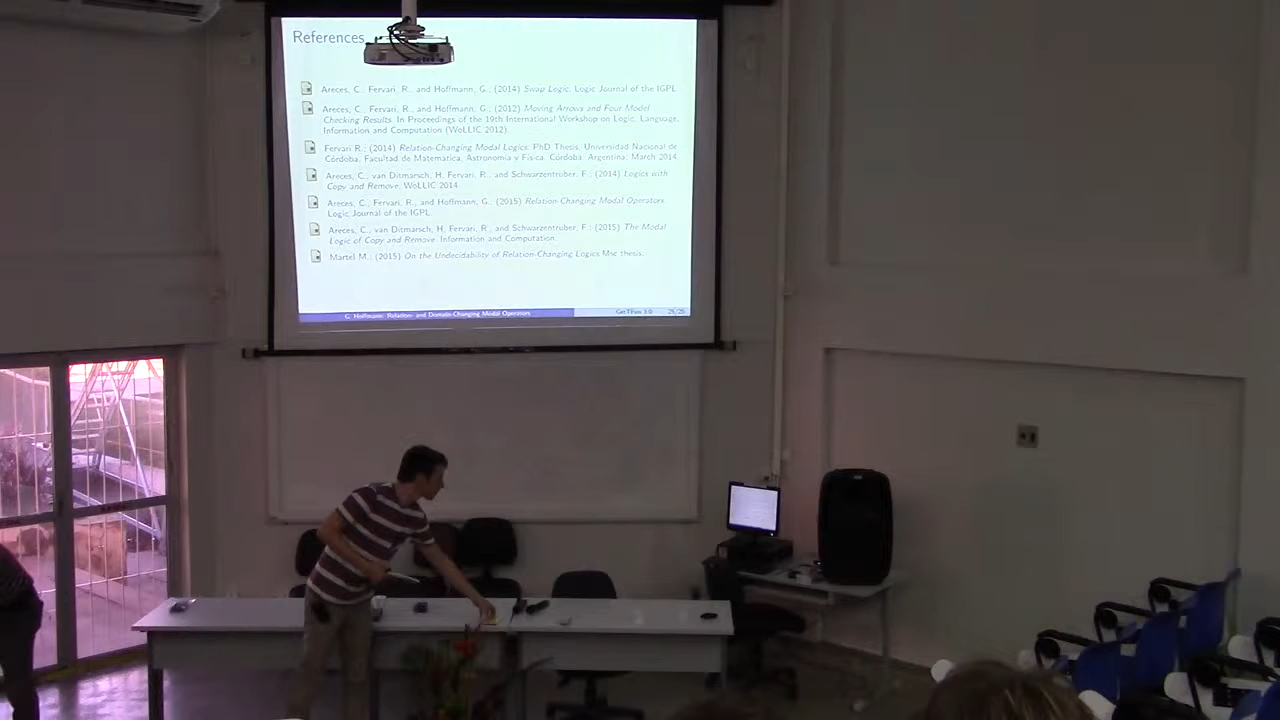 References
Areces, C., Fervari, R., and Hoffmann, G., (2014) Swap Logic. Logic Journal of the IGPL.
Areces, C., Fervari, R., and Hoffmann, G., (2012) Moving Arrows and Four Model
Checking Results. In Proceedings of the 19th International Workshop on Logic, Language,
Information and Computation (WoLLIC 2012).
Fervari R.; (2014) Relation-Changing Modal Logics. PhD Thesis, Universidad Nacional de
Córdoba, Facultad de Matematica, Astronomía y Física, Córdoba, Argentina; March 2014.
Areces, C., van Ditmarsch, H. Fervari, R., and Schwarzentruber, F.; (2014) Logics with
Copy and Remove. WoLLIC 2014.
Areces, C., Fervari, R., and Hoffmann, G., (2015) Relation-Changing Modal Operators.
Logic Journal of the IGPL.
Areces, C., van Ditmarsch, H, Fervari, R., and Schwarzentruber, F.; (2015) The Modal
Logic of Copy and Remove. Information and Computation.
Martel M.; (2015) On the Undecidability of Relation-Changing Logics Msc thesis.
G. Hoffmann: Relation- and Domain-Changing Modal Operators
GeTFun 3.0 25/25